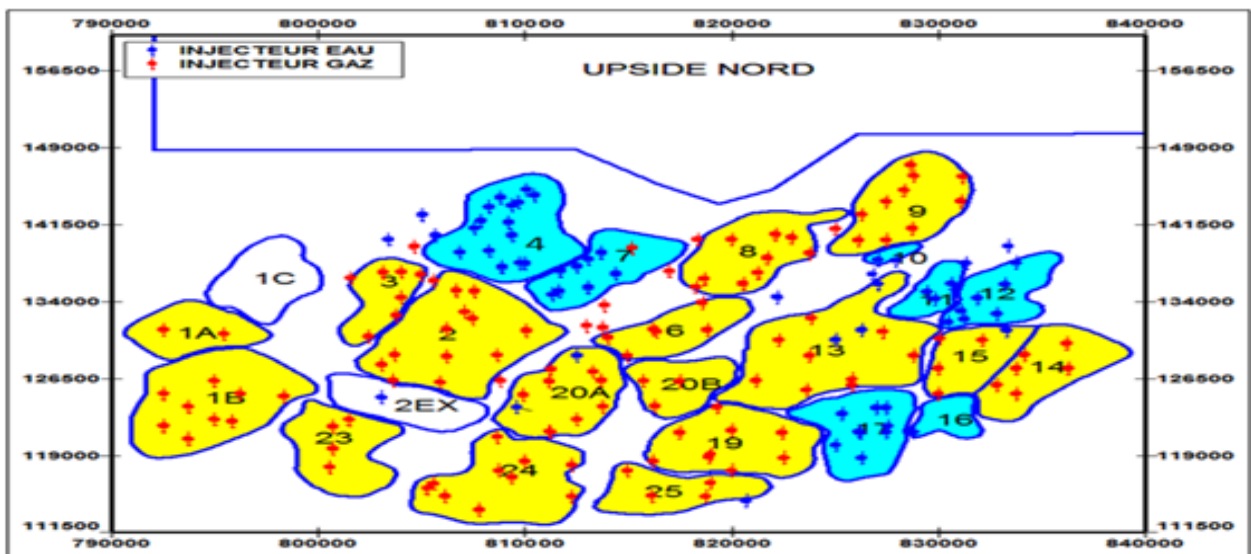 790000 800000 810000 820000 830000 840000
INJECTEUR EAU
INJECTEUR GAZ
UPSIDE NORD
156500 156500
149000 149000
141500 141500
134000 134000
126500 126500
119000 119000
111500 111500
9
4
7
8
10
1C
3
11
12
1A
2
6
13
15
14
1B
2EX
20A
20B
16
23
19
17
24
25
790000 800000 810000 820000 830000 840000